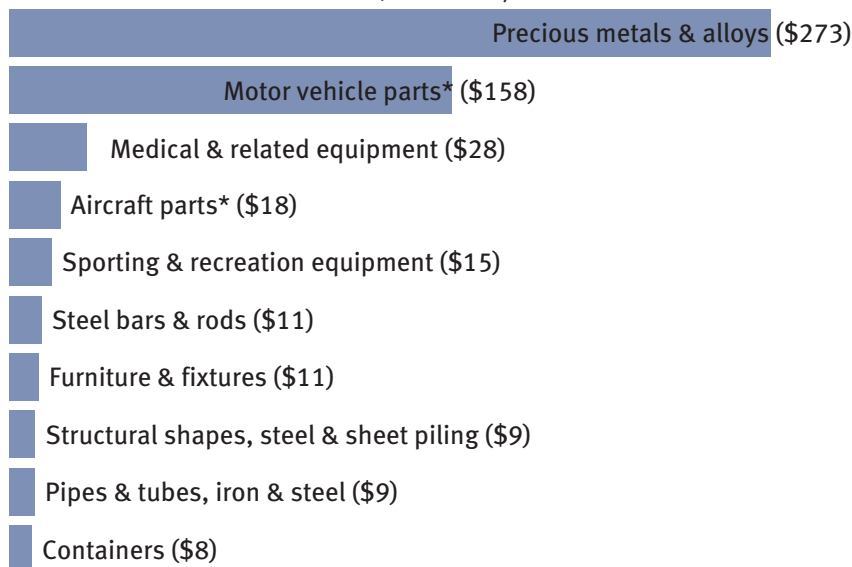 Precious metals & alloys ($273)
Motor vehicle parts* ($158)
Medical & related equipment ($28)
Aircraft parts* ($18)
Sporting & recreation equipment ($15)
Steel bars & rods ($11)
Furniture & fixtures ($11)
Structural shapes, steel & sheet piling ($9)
Pipes & tubes, iron & steel ($9)
Containers ($8)